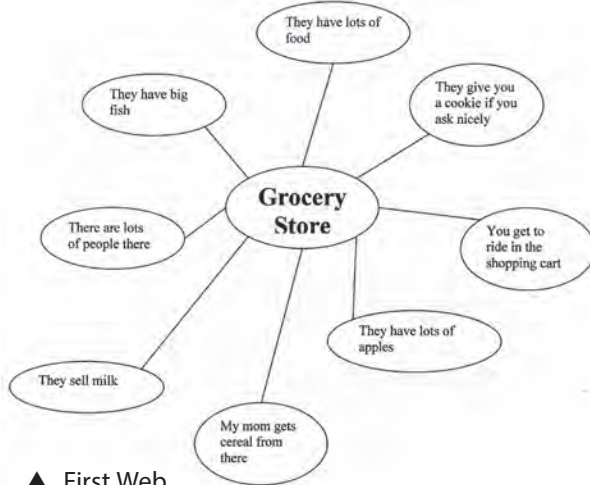 They have lots of
food
They have big
fish
They give you
a cookie if you
ask nicely
Grocery
Store
There are lots
of people there
You get to
ride in the
shopping cart
They have lots of
apples
They sell milk
My mom gets
cereal from
there
▲ First Web